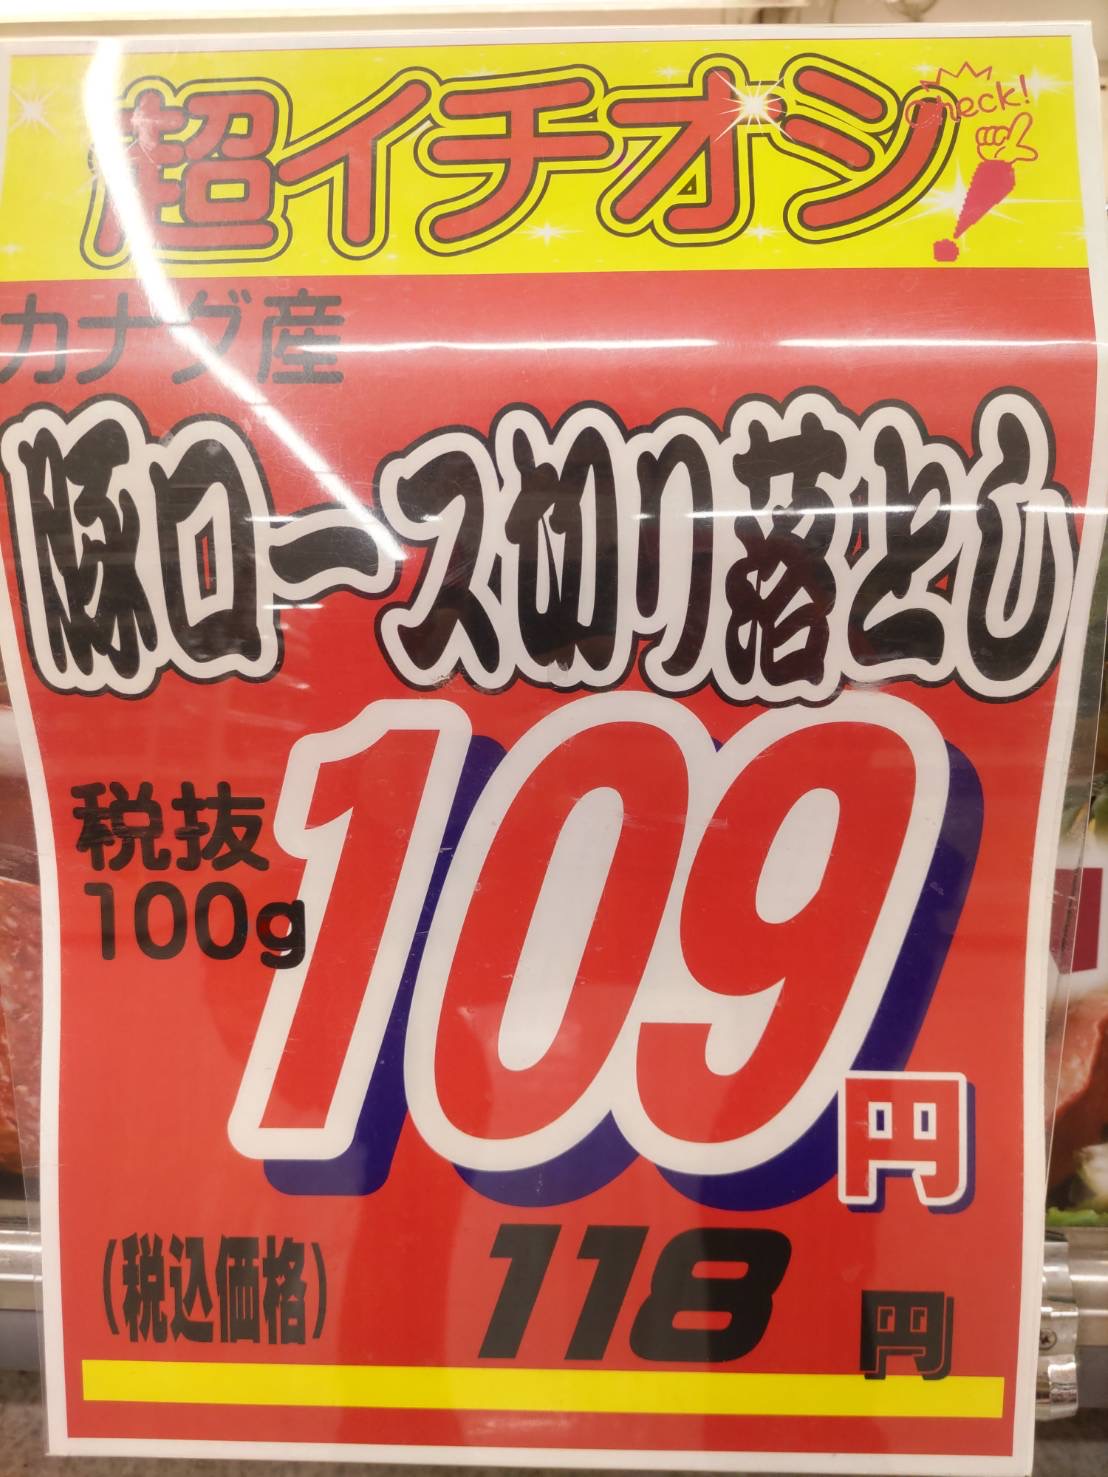 超イチオシ
Check!
カナダ産
豚ロース切り落とし
税抜
100g
109円
(税込価格) 118円